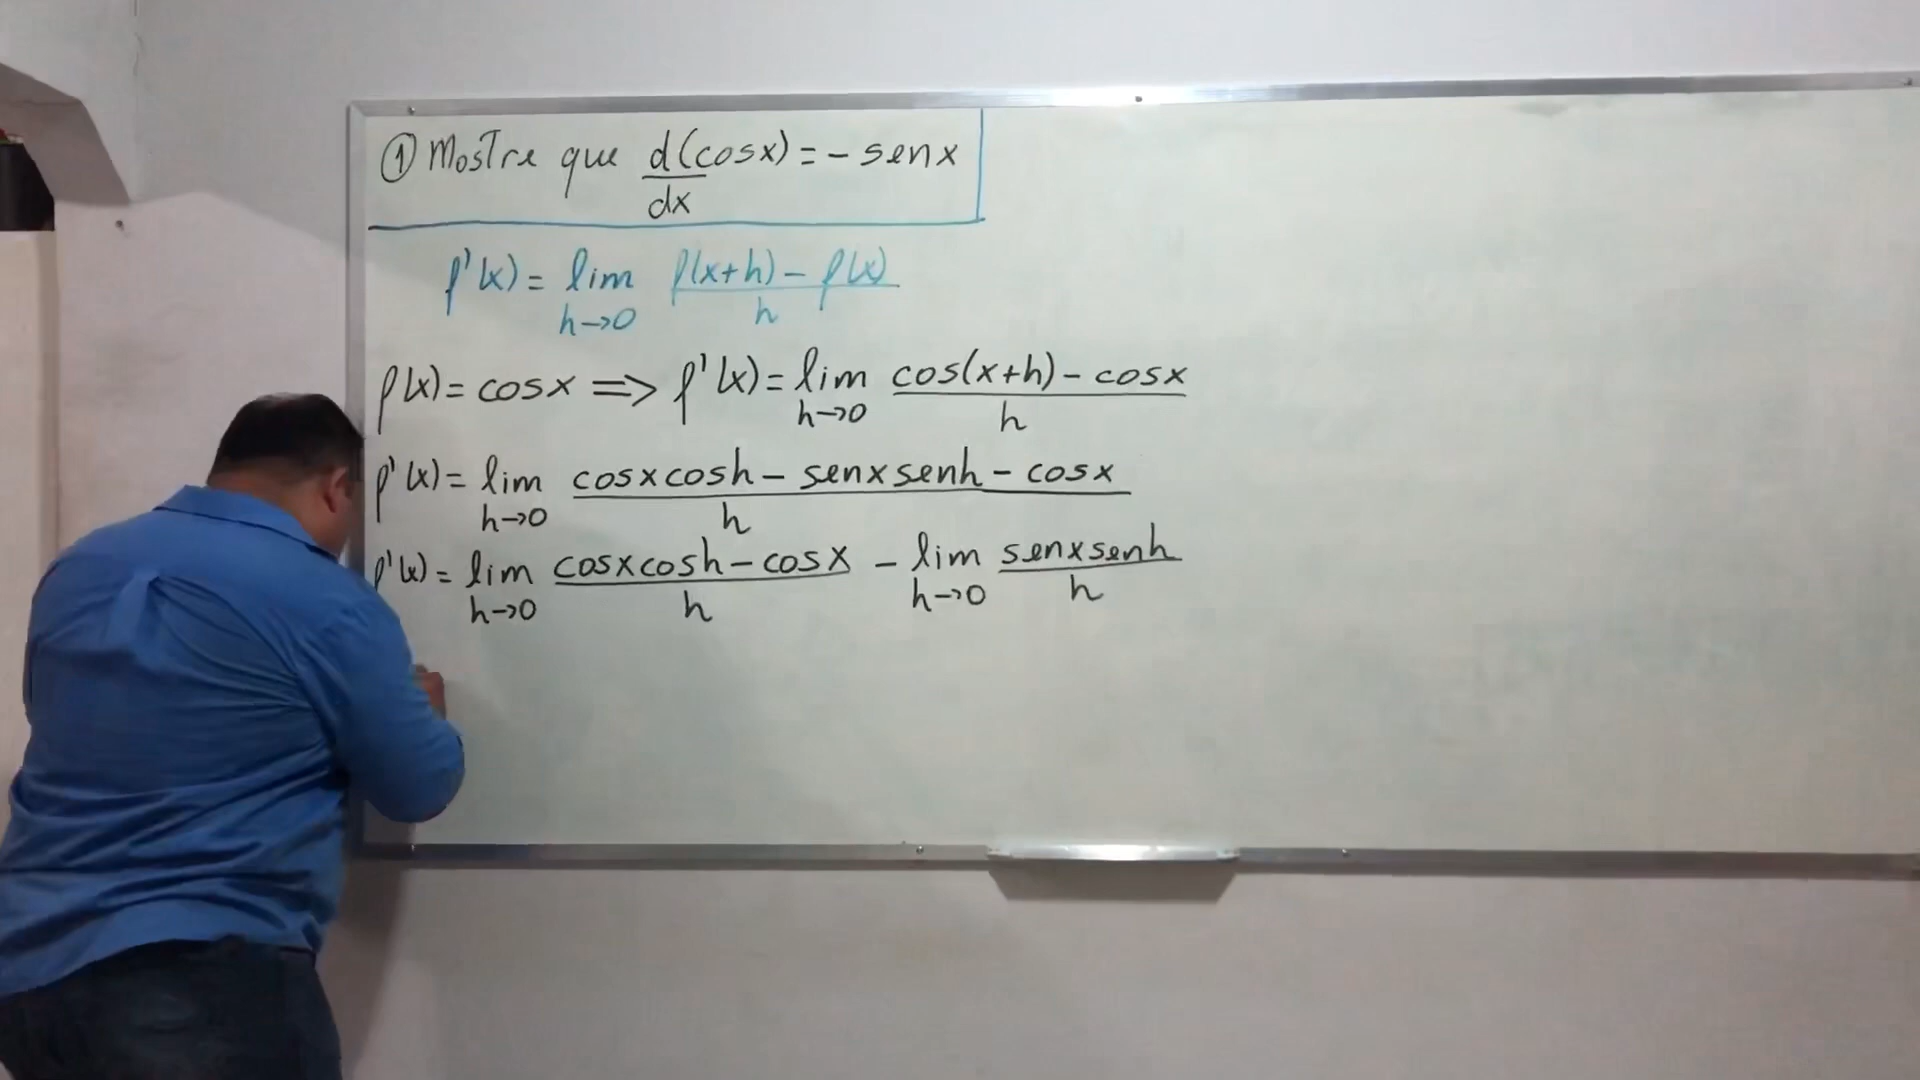 ① Mostre que d(cosx) = - senx
dx
f'(x) = lim f(x+h) - f(x)
h→0 h
f(x) = cosx => f'(x) = lim cos(x+h) - cosx
h→0 h
f'(x) = lim cosxcosh - senxsenh - cosx
h→0 h
f'(x) = lim cosxcosh - cosx - lim senxsenh
h→0 h h→0 h